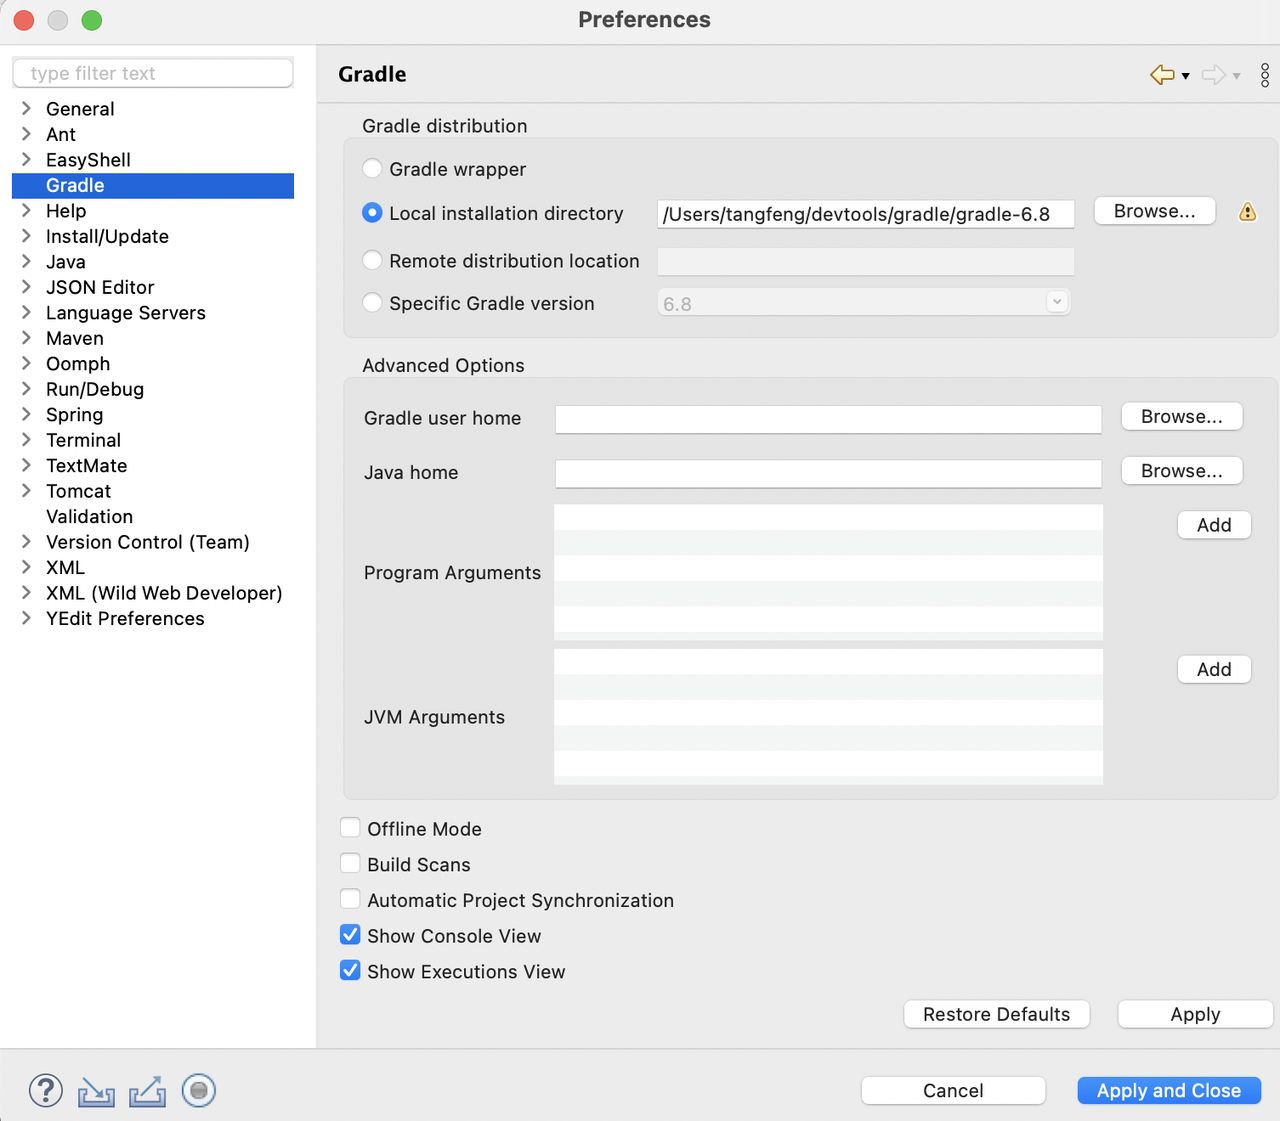 Preferences
type filter text
General
Ant
EasyShell
Gradle
Help
Install/Update
Java
JSON Editor
Language Servers
Maven
Oomph
Run/Debug
Spring
Terminal
TextMate
Tomcat
Validation
Version Control (Team)
XML
XML (Wild Web Developer)
YEdit Preferences
Gradle
Gradle distribution
Gradle wrapper
Local installation directory /Users/tangfeng/devtools/gradle/gradle-6.8 Browse...
Remote distribution location
Specific Gradle version 6.8
Advanced Options
Gradle user home Browse...
Java home Browse...
Program Arguments Add
JVM Arguments Add
Offline Mode
Build Scans
Automatic Project Synchronization
Show Console View
Show Executions View
Restore Defaults Apply
? Cancel Apply and Close